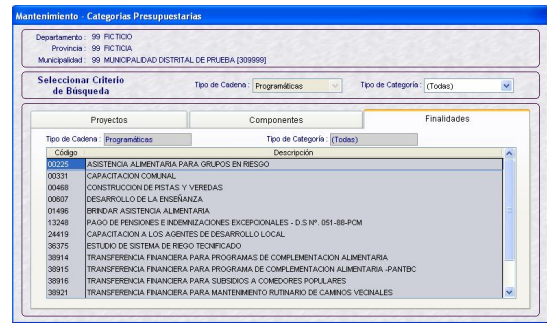 Mantenimiento - Categorias Presupuestarias
Departamento : 99 FICTICIO
Provincia : 99 FICTICIA
Municipalidad : 99 MUNICIPALIDAD DISTRITAL DE PRUEBA [309999]
Seleccionar Criterio de Búsqueda
Tipo de Cadena : Programáticas Tipo de Categoría : (Todas)
Proyectos Componentes Finalidades
Tipo de Cadena : Programáticas Tipo de Categoría : (Todas)
Código Descripción
00225 ASISTENCIA ALIMENTARIA PARA GRUPOS EN RIESGO
00331 CAPACITACION COMUNAL
00468 CONSTRUCCION DE PISTAS Y VEREDAS
00607 DESARROLLO DE LA ENSEÑANZA
01496 BRINDAR ASISTENCIA ALIMENTARIA
13248 PAGO DE PENSIONES E INDEMNIZACIONES EXCEPCIONALES - D.S Nº. 051-88-PCM
24419 CAPACITACION A LOS AGENTES DE DESARROLLO LOCAL
36375 ESTUDIO DE SISTEMA DE RIEGO TECNIFICADO
38914 TRANSFERENCIA FINANCIERA PARA PROGRAMAS DE COMPLEMENTACION ALIMENTARIA
38915 TRANSFERENCIA FINANCIERA PARA PROGRAMA DE COMPLEMENTACION ALIMENTARIA -PANTBC
38916 TRANSFERENCIA FINANCIERA PARA SUBSIDIOS A COMEDORES POPULARES
38921 TRANSFERENCIA FINANCIERA PARA MANTENIMIENTO RUTINARIO DE CAMINOS VECINALES